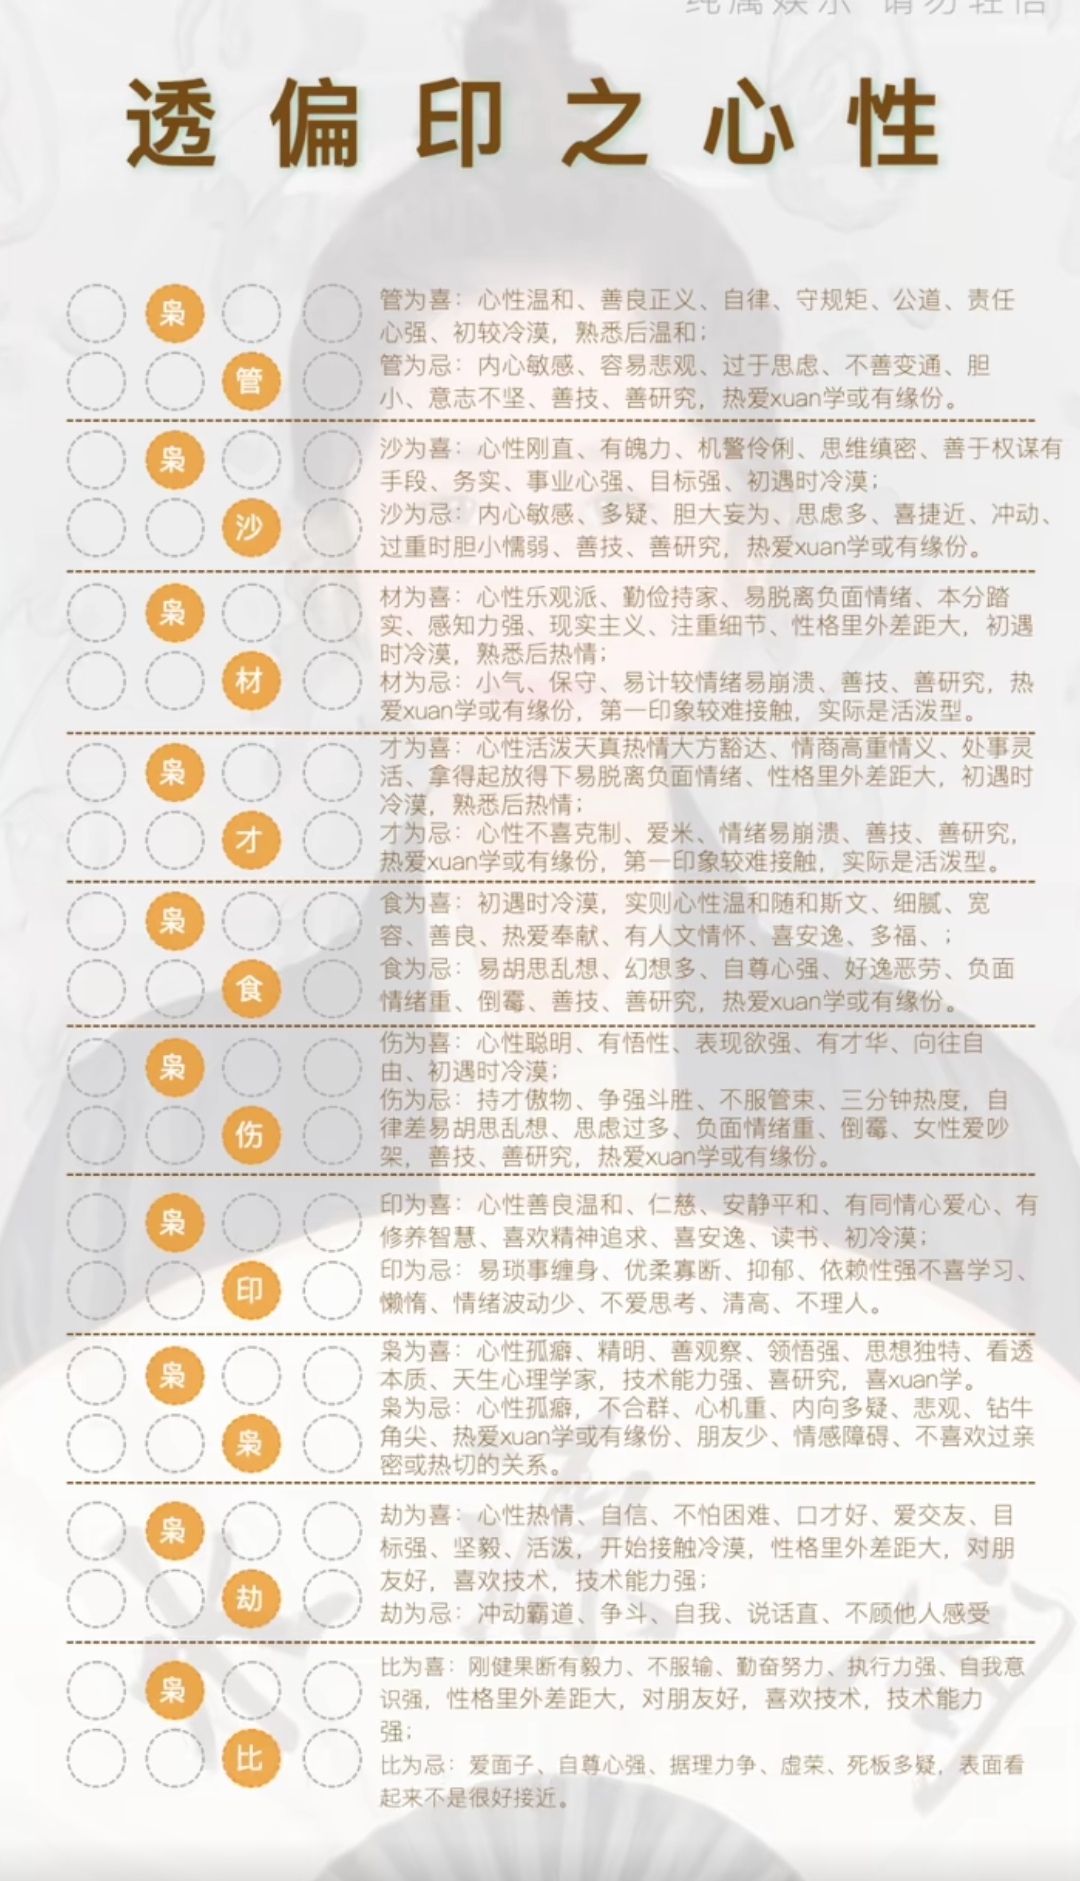 纯属娱乐 请勿轻信
透偏印之心性
枭
管
管为喜：心性温和、善良正义、自律、守规矩、公道、责任
心强、初较冷漠，熟悉后温和；
管为忌：内心敏感、容易悲观、过于思虑、不善变通、胆
小、意志不坚、善技、善研究，热爱xuan学或有缘份。
枭
沙
沙为喜：心性刚直、有魄力、机警伶俐、思维缜密、善于权谋有
手段、务实、事业心强、目标强、初遇时冷漠；
沙为忌：内心敏感、多疑、胆大妄为、思虑多、喜捷近、冲动、
过重时胆小懦弱、善技、善研究，热爱xuan学或有缘份。
枭
材
材为喜：心性乐观派、勤俭持家、易脱离负面情绪、本分踏
实、感知力强、现实主义、注重细节、性格里外差距大，初遇
时冷漠，熟悉后热情；
材为忌：小气、保守、易计较情绪易崩溃、善技、善研究，热
爱xuan学或有缘份，第一印象较难接触，实际是活泼型。
枭
才
才为喜：心性活泼天真热情大方豁达、情商高重情义、处事灵
活、拿得起放得下易脱离负面情绪、性格里外差距大，初遇时
冷漠，熟悉后热情；
才为忌：心性不喜克制、爱米、情绪易崩溃、善技、善研究，
热爱xuan学或有缘份，第一印象较难接触，实际是活泼型。
枭
食
食为喜：初遇时冷漠，实则心性温和随和斯文、细腻、宽
容、善良、热爱奉献、有人文情怀、喜安逸、多福、；
食为忌：易胡思乱想、幻想多、自尊心强、好逸恶劳、负面
情绪重、倒霉、善技、善研究，热爱xuan学或有缘份。
枭
伤
伤为喜：心性聪明、有悟性、表现欲强、有才华、向往自
由、初遇时冷漠；
伤为忌：持才傲物、争强斗胜、不服管束、三分钟热度，自
律差易胡思乱想、思虑过多、负面情绪重、倒霉、女性爱吵
架，善技、善研究，热爱xuan学或有缘份。
枭
印
印为喜：心性善良温和、仁慈、安静平和、有同情心爱心、有
修养智慧、喜欢精神追求、喜安逸、读书、初冷漠；
印为忌：易琐事缠身、优柔寡断、抑郁、依赖性强不喜学习、
懒惰、情绪波动少、不爱思考、清高、不理人。
枭
枭
枭为喜：心性孤癖、精明、善观察、领悟强、思想独特、看透
本质、天生心理学家，技术能力强、喜研究，喜xuan学。
枭为忌：心性孤癖，不合群、心机重、内向多疑、悲观、钻牛
角尖、热爱xuan学或有缘份、朋友少、情感障碍、不喜欢过亲
密或热切的关系。
枭
劫
劫为喜：心性热情、自信、不怕困难、口才好、爱交友、目
标强、坚毅、活泼，开始接触冷漠，性格里外差距大，对朋
友好，喜欢技术，技术能力强；
劫为忌：冲动霸道、争斗、自我、说话直、不顾他人感受
枭
比
比为喜：刚健果断有毅力、不服输、勤奋努力、执行力强、自我意
识强，性格里外差距大，对朋友好，喜欢技术，技术能力
强；
比为忌：爱面子、自尊心强、据理力争、虚荣、死板多疑，表面看
起来不是很好接近。